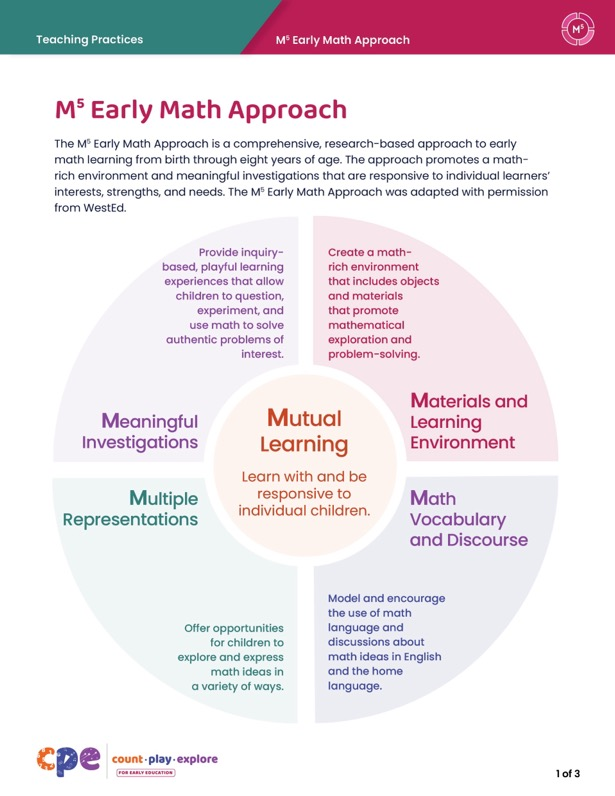 Teaching Practices
M⁵ Early Math Approach
M⁵
M⁵ Early Math Approach
The M⁵ Early Math Approach is a comprehensive, research-based approach to early
math learning from birth through eight years of age. The approach promotes a math-
rich environment and meaningful investigations that are responsive to individual learners’
interests, strengths, and needs. The M⁵ Early Math Approach was adapted with permission
from WestEd.
Provide inquiry-
based, playful learning
experiences that allow
children to question,
experiment, and
use math to solve
authentic problems of
interest.
Meaningful
Investigations
Create a math-
rich environment
that includes objects
and materials
that promote
mathematical
exploration and
problem-solving.
Materials and
Learning
Environment
Mutual
Learning
Learn with and be
responsive to
individual children.
Multiple
Representations
Offer opportunities
for children to
explore and express
math ideas in
a variety of ways.
Math
Vocabulary
and Discourse
Model and encourage
the use of math
language and
discussions about
math ideas in English
and the home
language.
cpe
count·play·explore
FOR EARLY EDUCATION
1 of 3